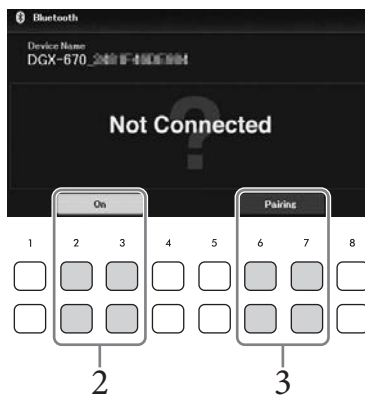 Bluetooth
Device Name
DGX-670_
Not Connected
On
Pairing
1 2 3 4 5 6 7 8
2
3